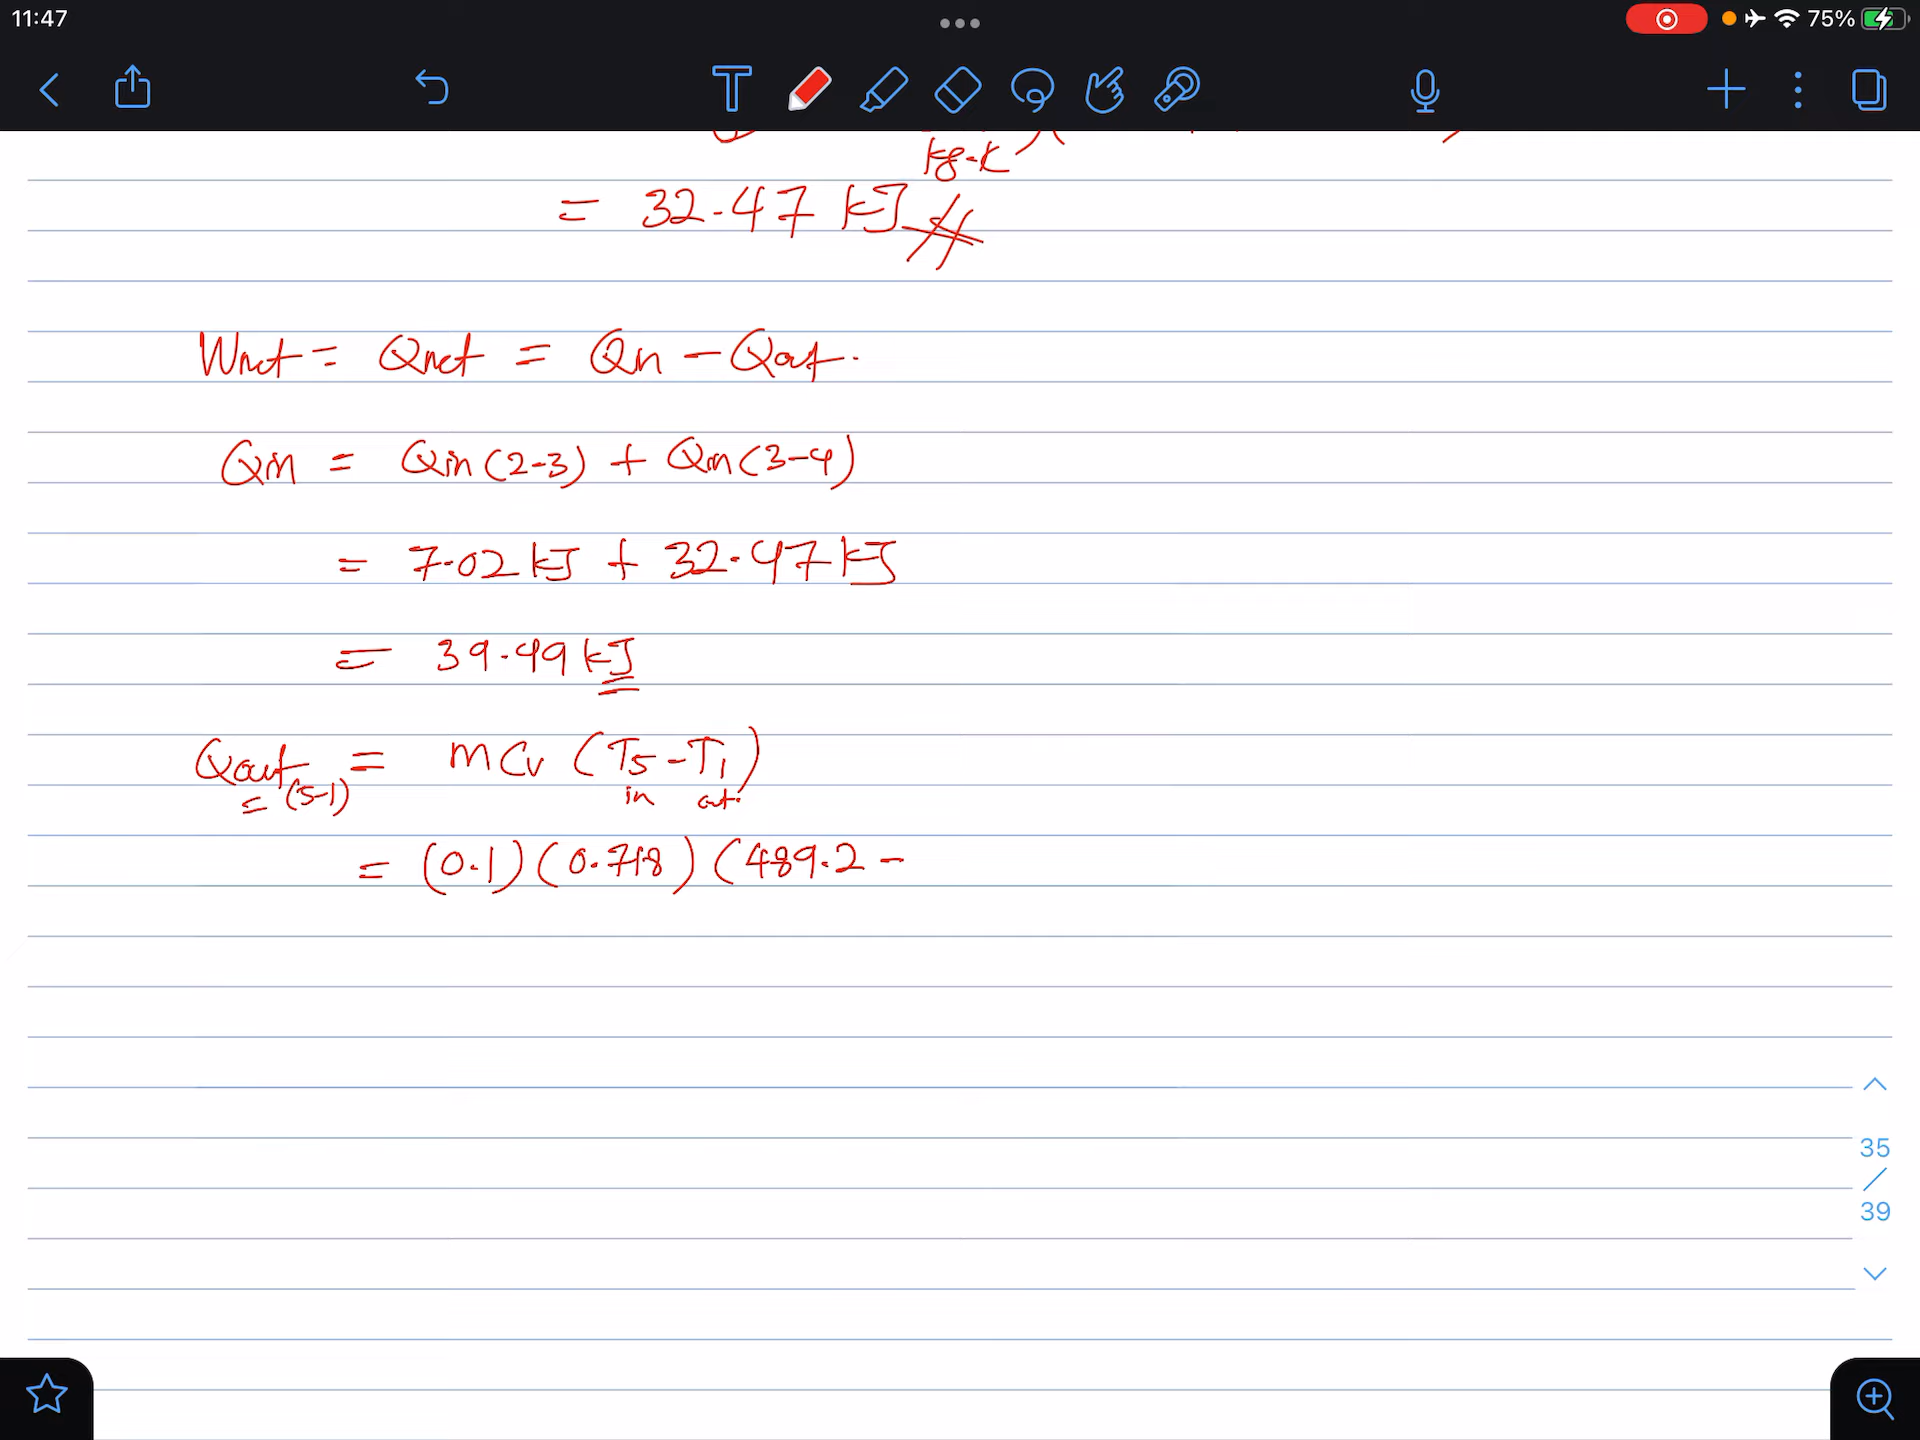 11:47
75%
T
kg-K
= 32.47 kJ
Wnet = Qnet = Qin - Qout.
Qin = Qin (2-3) + Qin (3-4)
= 7.02 kJ + 32.47 kJ
= 39.49 kJ
Qout (5-1) = mCv (T5 - T1)
in out.
= (0.1) (0.718) (489.2 -
35
/
39